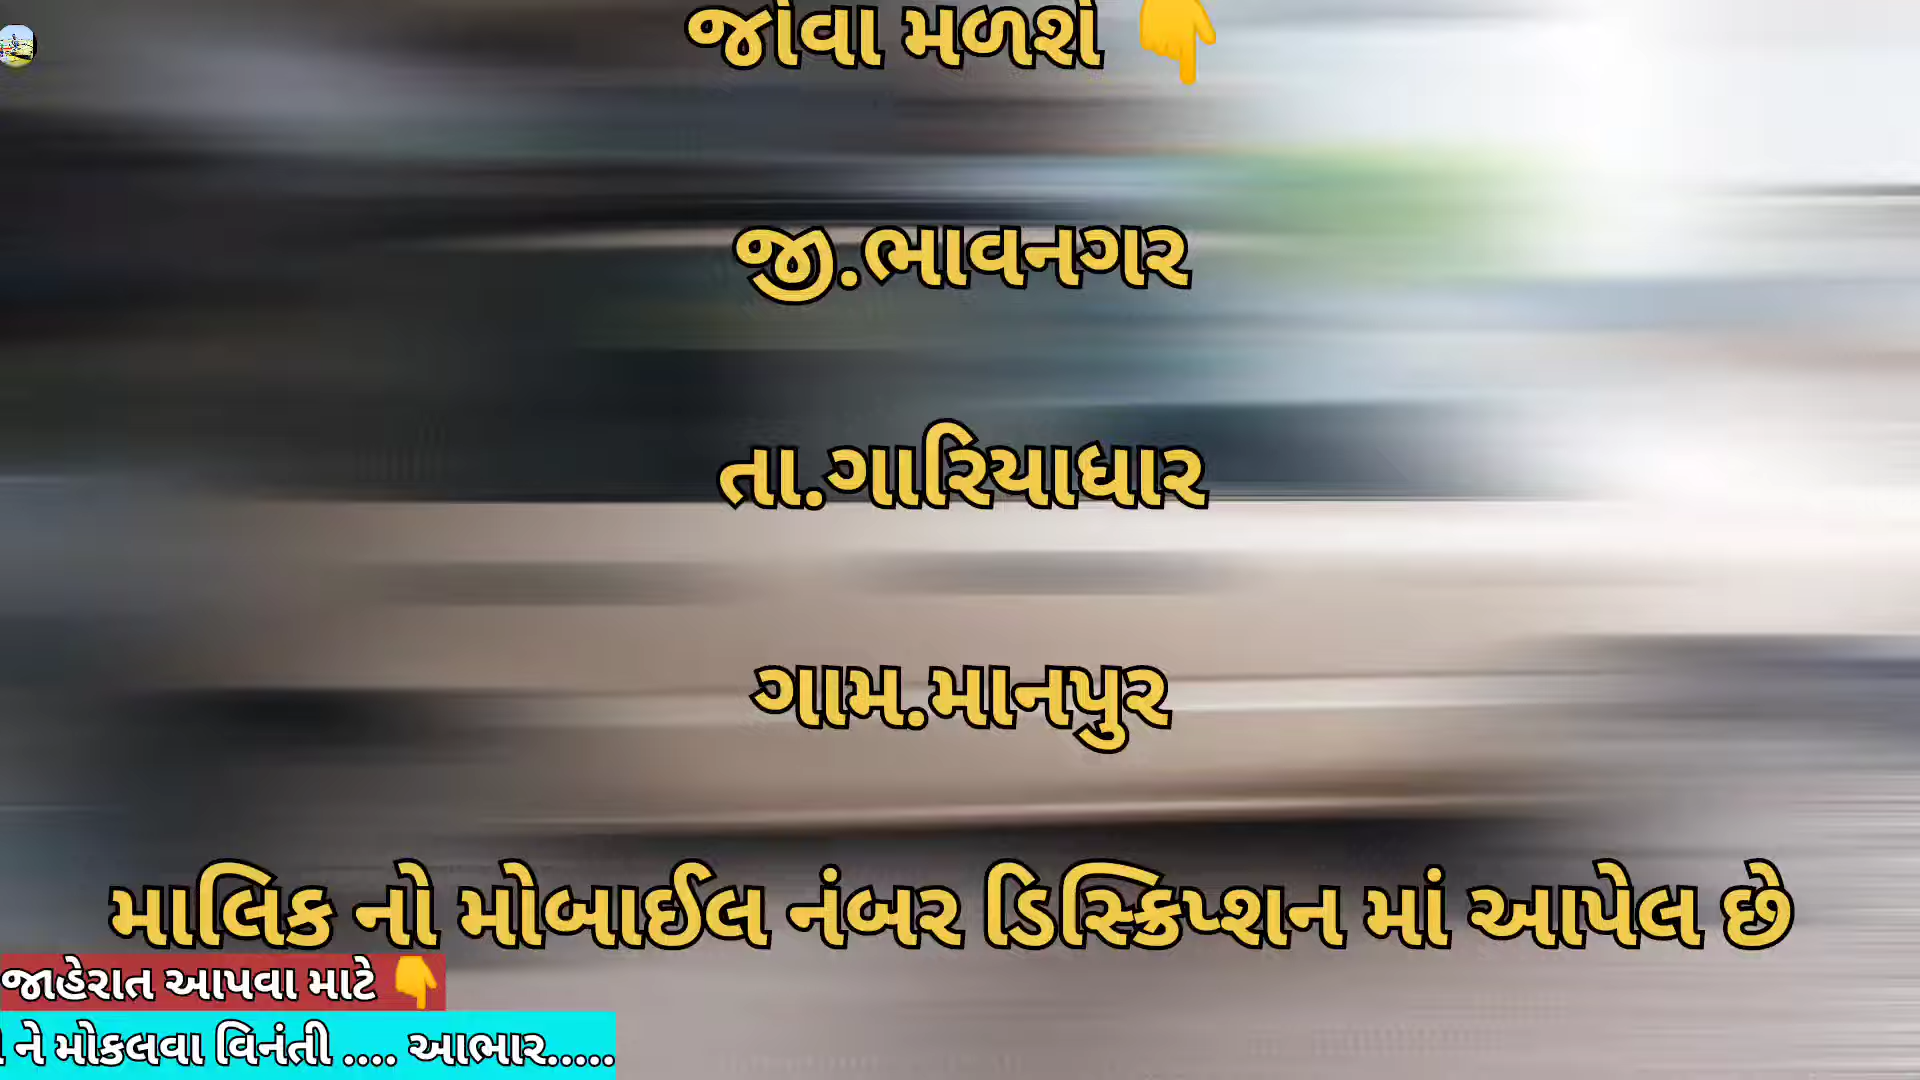 જોવા મળશે 👇
જી.ભાવનગર
તા.ગારિયાધાર
ગામ.માનપુર
માલિક નો મોબાઈલ નંબર ડિસ્ક્રિપ્શન માં આપેલ છે
જાહેરાત આપવા માટે 👇
ને મોકલવા વિનંતી .... આભાર.....